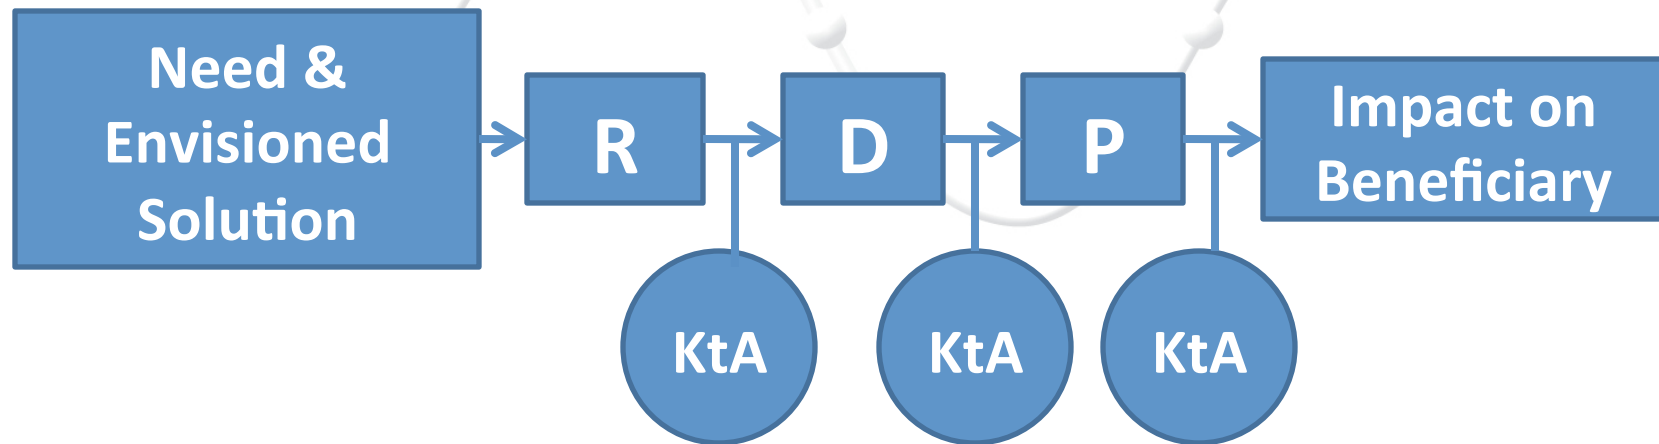 Need &
Envisioned
Solution
R
D
P
Impact on
Beneficiary
KtA
KtA
KtA